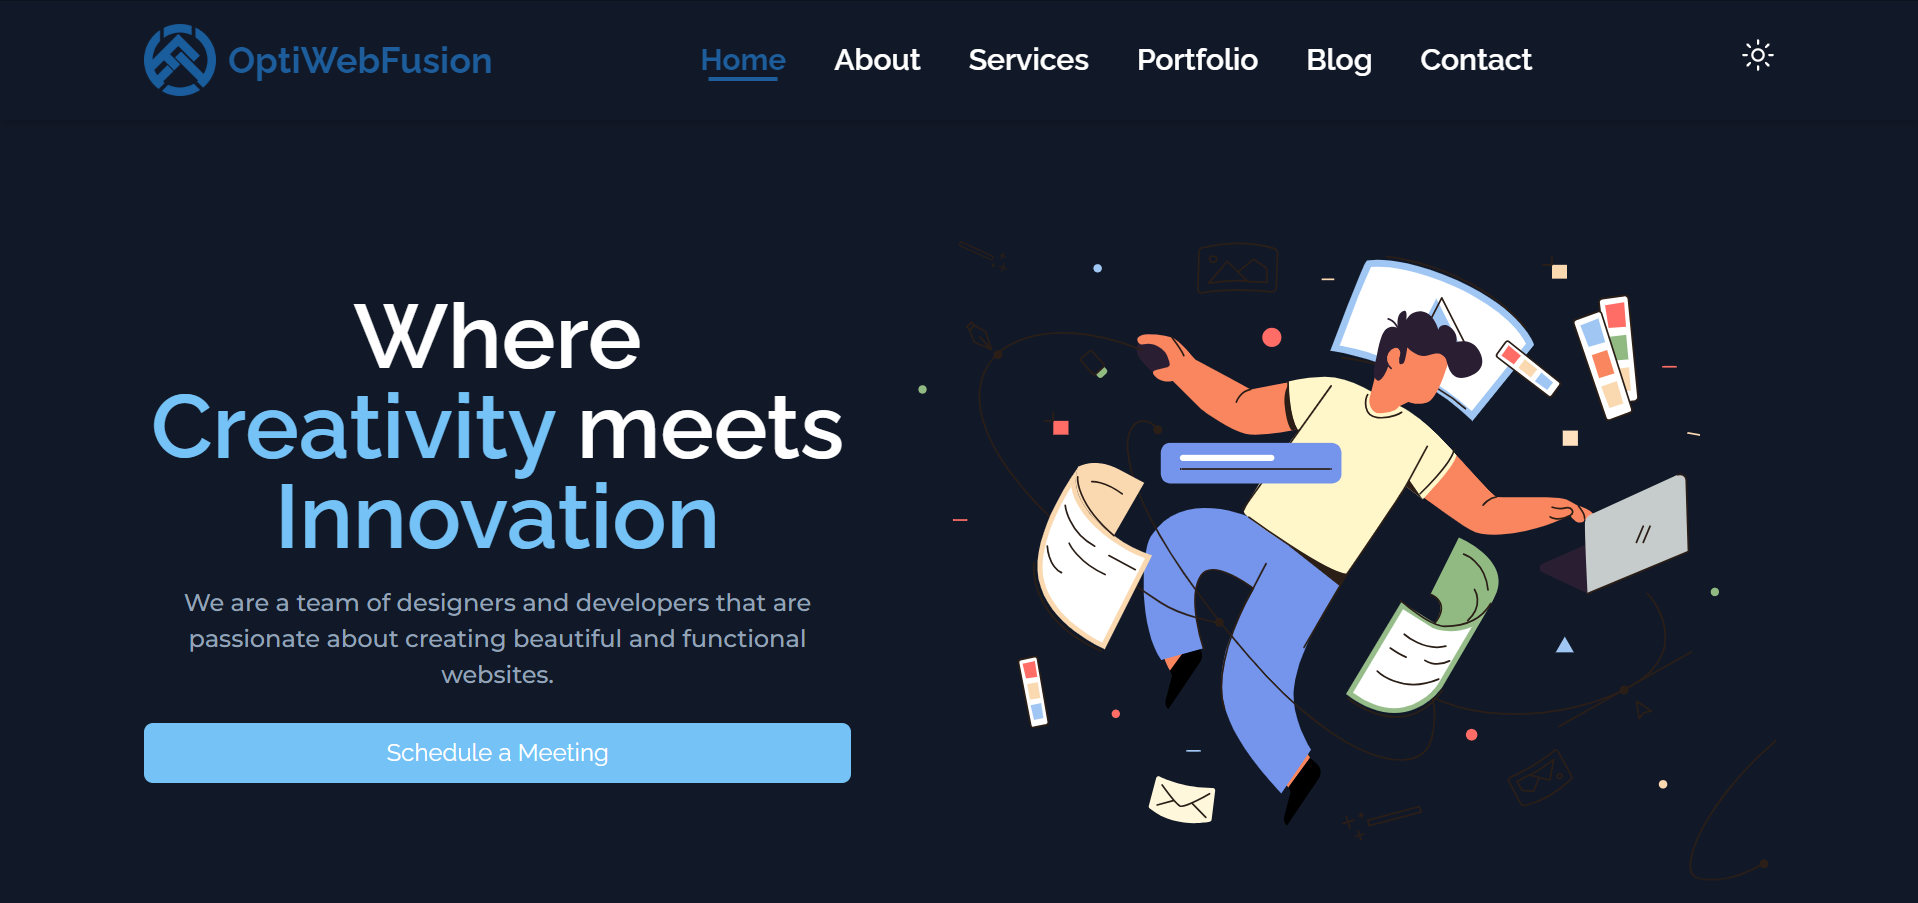 OptiWebFusion
Home
About
Services
Portfolio
Blog
Contact
Where
Creativity meets
Innovation
We are a team of designers and developers that are
passionate about creating beautiful and functional
websites.
Schedule a Meeting